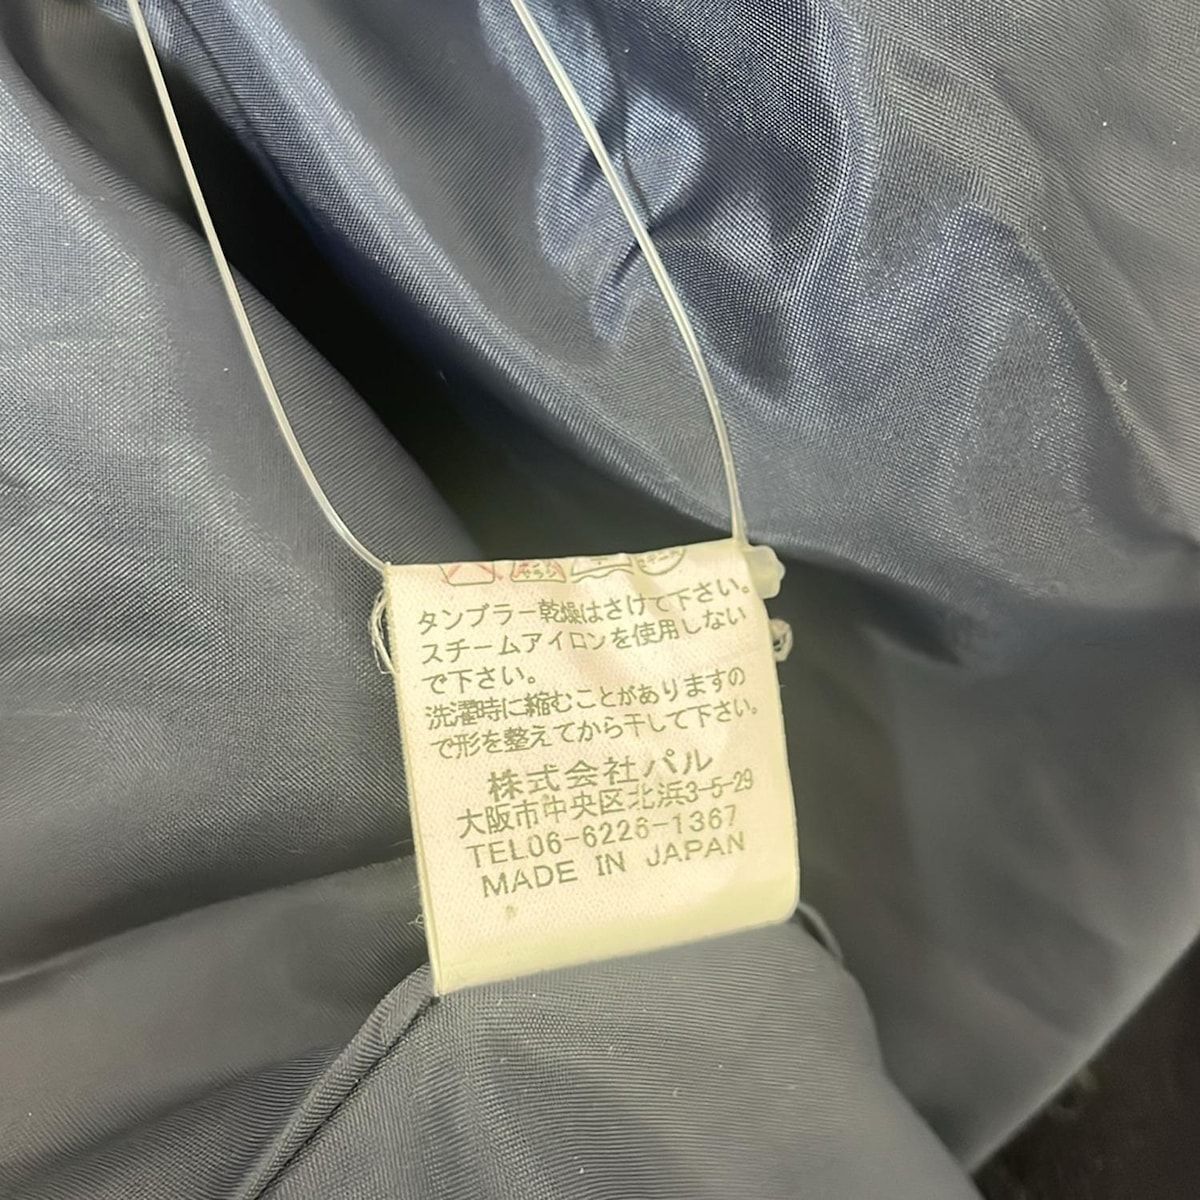 タンブラー乾燥はさけて下さい。
スチームアイロンを使用しない
で下さい。
洗濯時に縮むことがありますの
で形を整えてから干して下さい。
株式会社パル
大阪市中央区北浜3-5-29
TEL06-6226-1367
MADE IN JAPAN